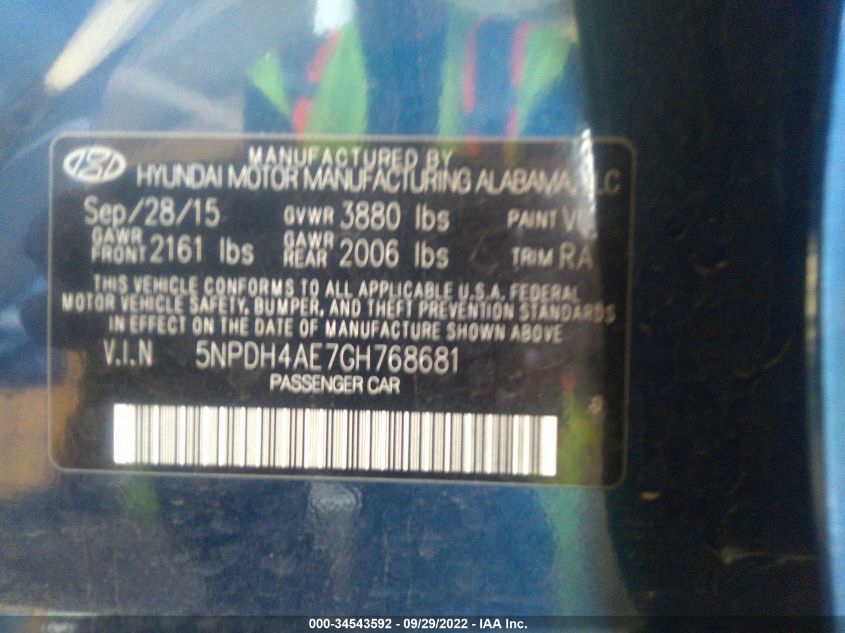 MANUFACTURED BY
HYUNDAI MOTOR MANUFACTURING ALABAMA, LLC
Sep/28/15 GVWR 3880 lbs PAINT
GAWR FRONT 2161 lbs GAWR REAR 2006 lbs TRIM RA
THIS VEHICLE CONFORMS TO ALL APPLICABLE U.S.A. FEDERAL
MOTOR VEHICLE SAFETY, BUMPER, AND THEFT PREVENTION STANDARDS
IN EFFECT ON THE DATE OF MANUFACTURE SHOWN ABOVE
V.I.N 5NPDH4AE7GH768681
PASSENGER CAR
000-34543592 - 09/29/2022 - IAA Inc.